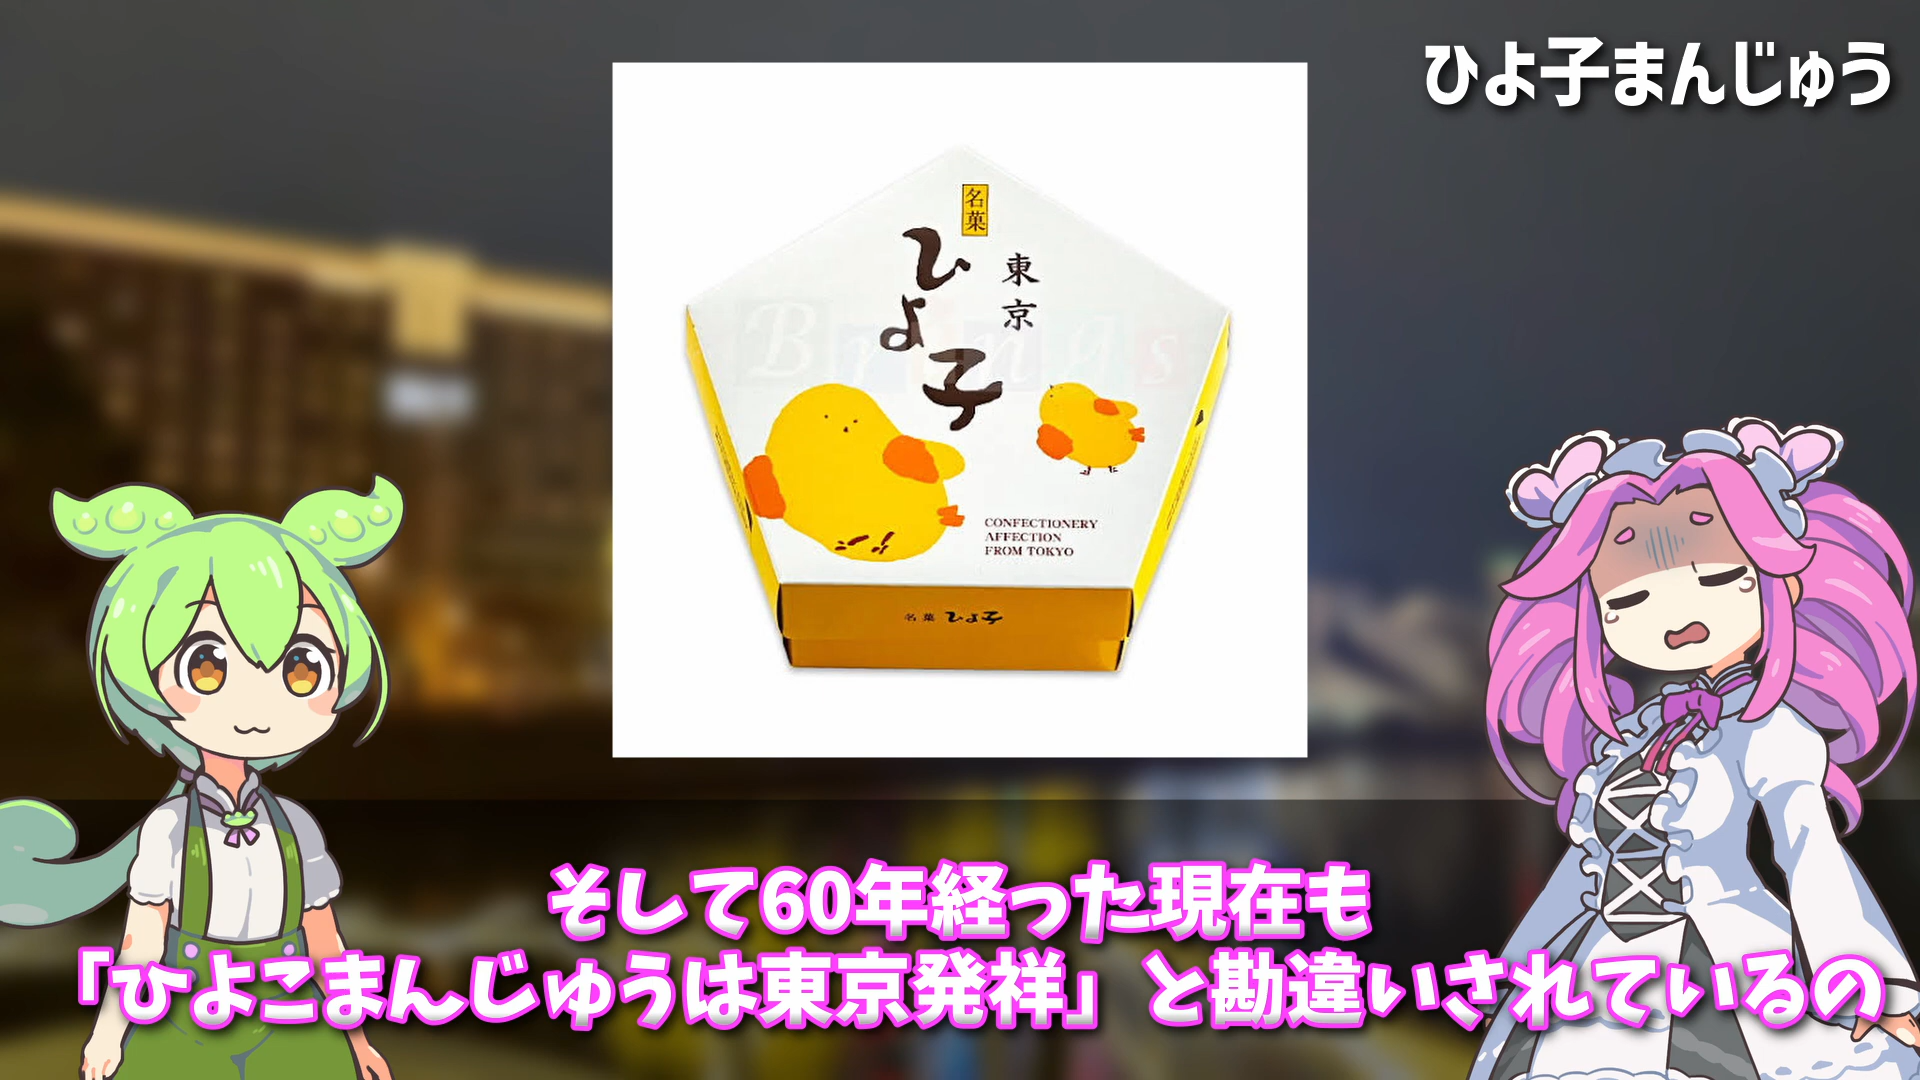 ひよ子まんじゅう
名菓
東京
ひよ子
Brings
CONFECTIONERY
AFFECTION
FROM TOKYO
名菓 ひよ子
そして60年経った現在も
「ひよこまんじゅうは東京発祥」と勘違いされているの